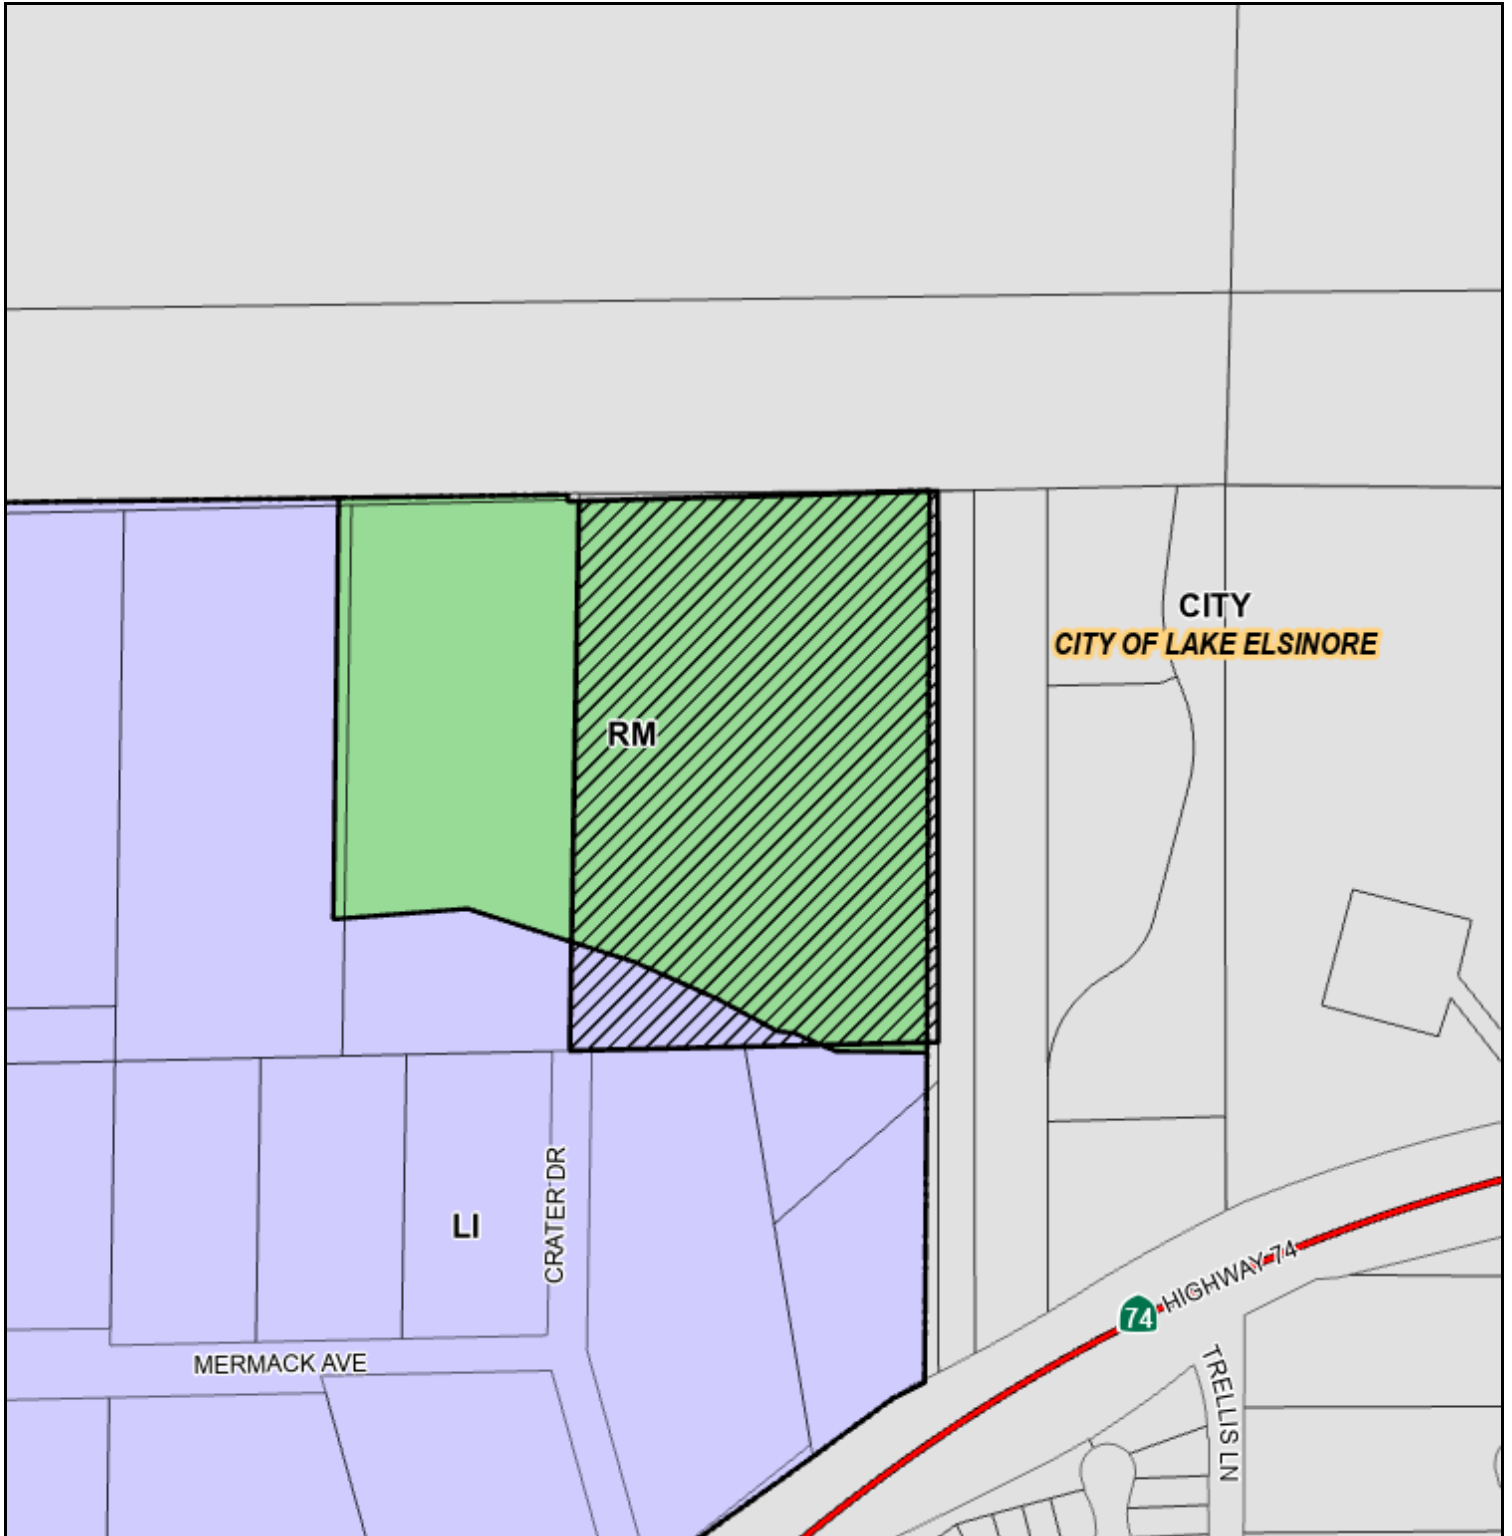 CITY
CITY OF LAKE ELSINORE
RM
LI
CRATER DR
MERMACK AVE
74
HIGHWAY 74
TRELLIS LN